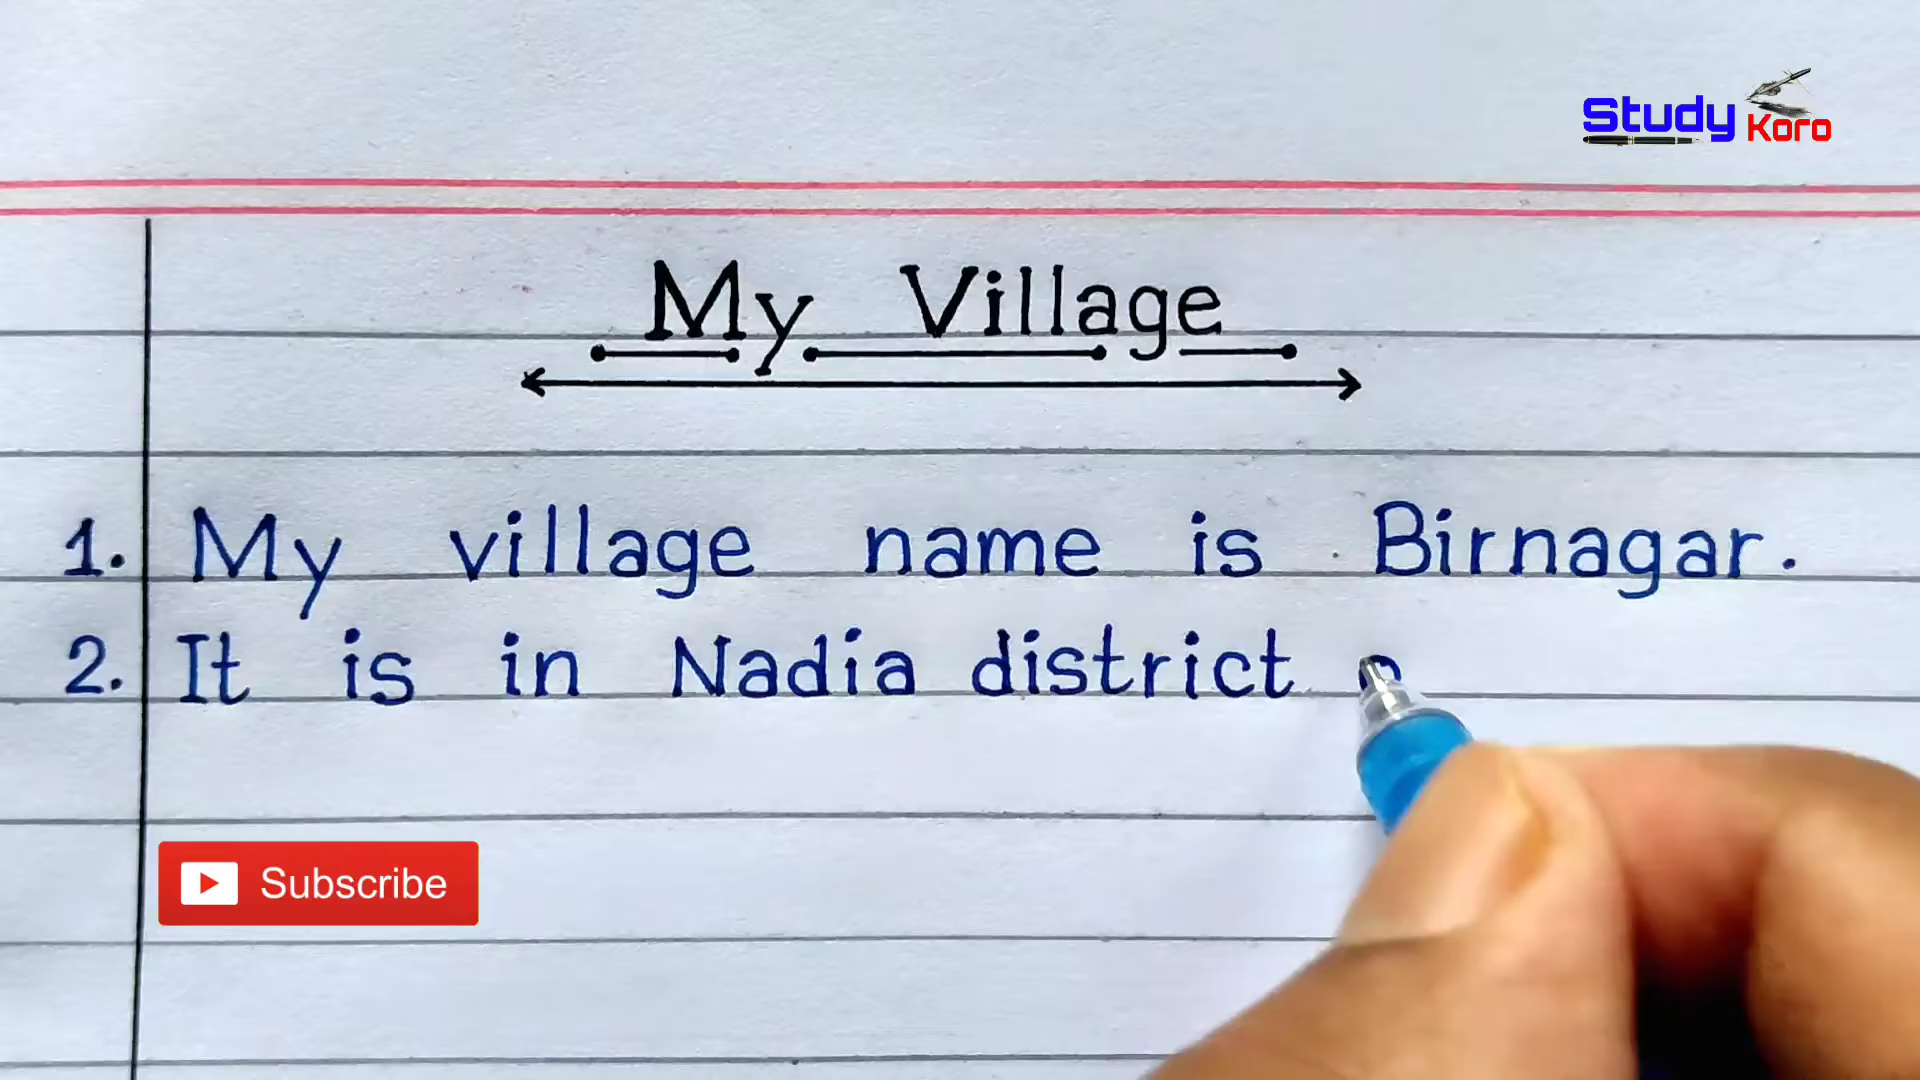 Study Koro
My Village
1. My village name is Birnagar.
2. It is in Nadia district
Subscribe